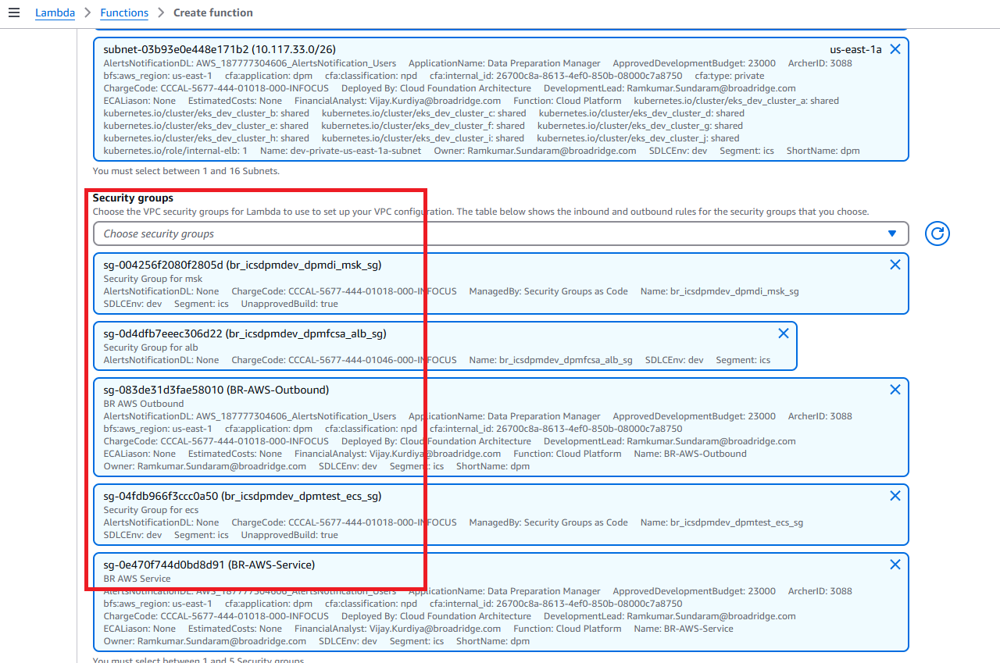 Lambda > Functions > Create function
subnet-03b93e0e448e171b2 (10.117.33.0/26) us-east-1a
AlertsNotificationDL: AWS_187777304606_AlertsNotification_Users ApplicationName: Data Preparation Manager ApprovedDevelopmentBudget: 23000 ArcherID: 3088
bfs:aws_region: us-east-1 cfa:application: dpm cfa:classification: npd cfa:internal_id: 26700c8a-8613-4ef0-850b-08000c7a8750 cfa:type: private
ChargeCode: CCCAL-5677-444-01018-000-INFOCUS Deployed By: Cloud Foundation Architecture DevelopmentLead: Ramkumar.Sundaram@broadridge.com
ECALiason: None EstimatedCosts: None FinancialAnalyst: Vijay.Kurdiya@broadridge.com Function: Cloud Platform kubernetes.io/cluster/eks_dev_cluster_a: shared
kubernetes.io/cluster/eks_dev_cluster_b: shared kubernetes.io/cluster/eks_dev_cluster_c: shared kubernetes.io/cluster/eks_dev_cluster_d: shared
kubernetes.io/cluster/eks_dev_cluster_e: shared kubernetes.io/cluster/eks_dev_cluster_f: shared kubernetes.io/cluster/eks_dev_cluster_g: shared
kubernetes.io/cluster/eks_dev_cluster_h: shared kubernetes.io/cluster/eks_dev_cluster_i: shared kubernetes.io/cluster/eks_dev_cluster_j: shared
kubernetes.io/role/internal-elb: 1 Name: dev-private-us-east-1a-subnet Owner: Ramkumar.Sundaram@broadridge.com SDLCEnv: dev Segment: ics ShortName: dpm
You must select between 1 and 16 Subnets.
Security groups
Choose the VPC security groups for Lambda to use to set up your VPC configuration. The table below shows the inbound and outbound rules for the security groups that you choose.
Choose security groups
sg-004256f2080f2805d (br_icsdpmdev_dpmdi_msk_sg)
Security Group for msk
AlertsNotificationDL: None ChargeCode: CCCAL-5677-444-01018-000-INFOCUS ManagedBy: Security Groups as Code Name: br_icsdpmdev_dpmdi_msk_sg
SDLCEnv: dev Segment: ics UnapprovedBuild: true
sg-0d4dfb7eeec306d22 (br_icsdpmdev_dpmfcsa_alb_sg)
Security Group for alb
AlertsNotificationDL: None ChargeCode: CCCAL-5677-444-01046-000-INFOCUS Name: br_icsdpmdev_dpmfcsa_alb_sg SDLCEnv: dev Segment: ics
sg-083de31d3fae58010 (BR-AWS-Outbound)
BR AWS Outbound
AlertsNotificationDL: AWS_187777304606_AlertsNotification_Users ApplicationName: Data Preparation Manager ApprovedDevelopmentBudget: 23000 ArcherID: 3088
bfs:aws_region: us-east-1 cfa:application: dpm cfa:classification: npd cfa:internal_id: 26700c8a-8613-4ef0-850b-08000c7a8750
ChargeCode: CCCAL-5677-444-01018-000-INFOCUS Deployed By: Cloud Foundation Architecture DevelopmentLead: Ramkumar.Sundaram@broadridge.com
ECALiason: None EstimatedCosts: None FinancialAnalyst: Vijay.Kurdiya@broadridge.com Function: Cloud Platform Name: BR-AWS-Outbound
Owner: Ramkumar.Sundaram@broadridge.com SDLCEnv: dev Segment: ics ShortName: dpm
sg-04fdb966f3ccc0a50 (br_icsdpmdev_dpmtest_ecs_sg)
Security Group for ecs
AlertsNotificationDL: None ChargeCode: CCCAL-5677-444-01018-000-INFOCUS ManagedBy: Security Groups as Code Name: br_icsdpmdev_dpmtest_ecs_sg
SDLCEnv: dev Segment: ics UnapprovedBuild: true
sg-0e470f744d0bd8d91 (BR-AWS-Service)
BR AWS Service
AlertsNotificationDL: AWS_187777304606_AlertsNotification_Users ApplicationName: Data Preparation Manager ApprovedDevelopmentBudget: 23000 ArcherID: 3088
bfs:aws_region: us-east-1 cfa:application: dpm cfa:classification: npd cfa:internal_id: 26700c8a-8613-4ef0-850b-08000c7a8750
ChargeCode: CCCAL-5677-444-01018-000-INFOCUS Deployed By: Cloud Foundation Architecture DevelopmentLead: Ramkumar.Sundaram@broadridge.com
ECALiason: None EstimatedCosts: None FinancialAnalyst: Vijay.Kurdiya@broadridge.com Function: Cloud Platform Name: BR-AWS-Service
Owner: Ramkumar.Sundaram@broadridge.com SDLCEnv: dev Segment: ics ShortName: dpm
You must select between 1 and 5 Security groups.